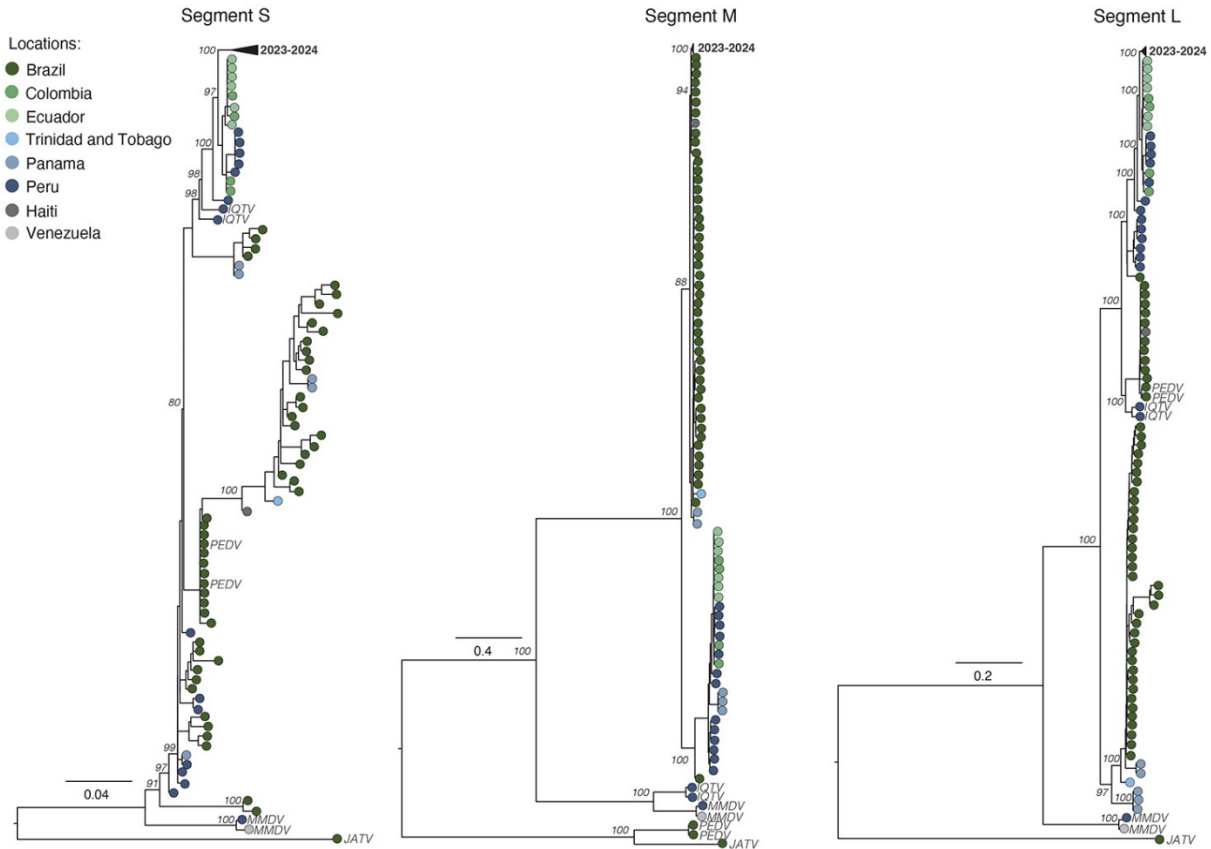 Segment S
Segment M
Segment L
Locations:
Brazil
Colombia
Ecuador
Trinidad and Tobago
Panama
Peru
Haiti
Venezuela
100
2023-2024
97
100
98
98
IQTV
IQTV
80
100
PEDV
PEDV
99
97
91
0.04
100
100
MMDV
MMDV
JATV
100
2023-2024
94
88
100
0.4
100
100
100
IQTV
IQTV
MMDV
MMDV
100
PEDV
PEDV
JATV
100
2023-2024
100
100
100
100
100
100
PEDV
PEDV
100
IQTV
IQTV
100
0.2
100
97
100
100
MMDV
MMDV
JATV